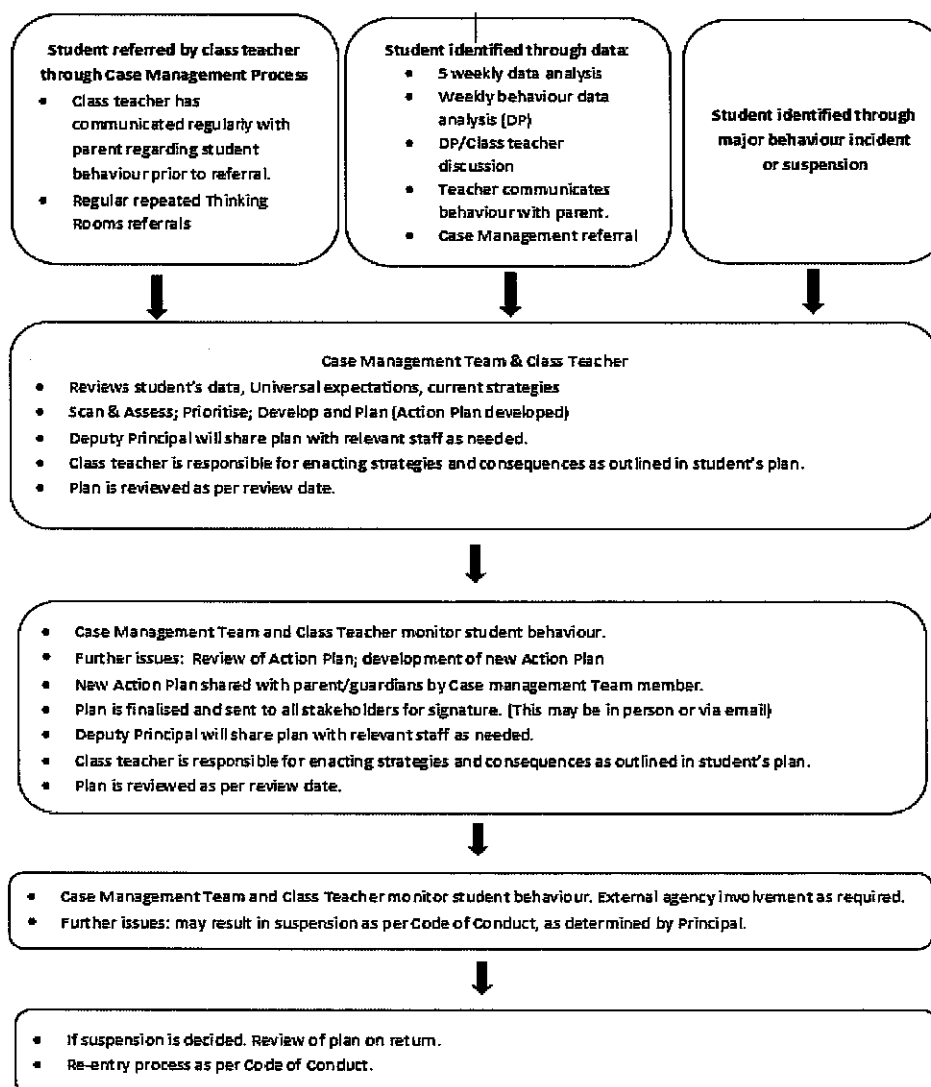 Student referred by class teacher
through Case Management Process
• Class teacher has
communicated regularly with
parent regarding student
behaviour prior to referral.
• Regular repeated Thinking
Rooms referrals
Student identified through data:
• 5 weekly data analysis
• Weekly behaviour data
analysis (DP)
• DP/Class teacher
discussion
• Teacher communicates
behaviour with parent.
• Case Management referral
Student identified through
major behaviour incident
or suspension
Case Management Team & Class Teacher
• Reviews student's data, Universal expectations, current strategies
• Scan & Assess; Prioritise; Develop and Plan (Action Plan developed)
• Deputy Principal will share plan with relevant staff as needed.
• Class teacher is responsible for enacting strategies and consequences as outlined in student's plan.
• Plan is reviewed as per review date.
• Case Management Team and Class Teacher monitor student behaviour.
• Further issues: Review of Action Plan; development of new Action Plan
• New Action Plan shared with parent/guardians by Case management Team member.
• Plan is finalised and sent to all stakeholders for signature. (This may be in person or via email)
• Deputy Principal will share plan with relevant staff as needed.
• Class teacher is responsible for enacting strategies and consequences as outlined in student's plan.
• Plan is reviewed as per review date.
• Case Management Team and Class Teacher monitor student behaviour. External agency involvement as required.
• Further issues: may result in suspension as per Code of Conduct, as determined by Principal.
• If suspension is decided. Review of plan on return.
• Re-entry process as per Code of Conduct.